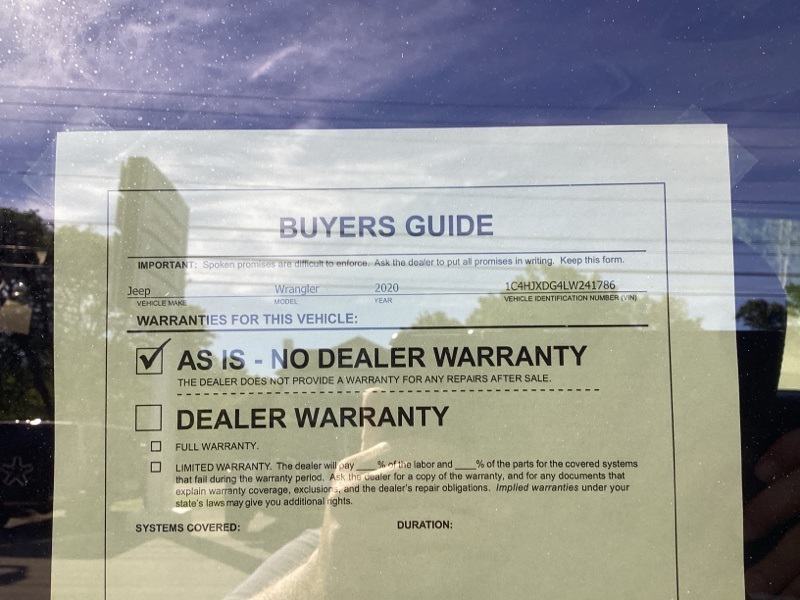 BUYERS GUIDE
IMPORTANT: Spoken promises are difficult to enforce. Ask the dealer to put all promises in writing. Keep this form.
Jeep Wrangler 2020 1C4HJXDG4LW241786
VEHICLE MAKE MODEL YEAR VEHICLE IDENTIFICATION NUMBER (VIN)
WARRANTIES FOR THIS VEHICLE:
AS IS - NO DEALER WARRANTY
THE DEALER DOES NOT PROVIDE A WARRANTY FOR ANY REPAIRS AFTER SALE.
DEALER WARRANTY
FULL WARRANTY.
LIMITED WARRANTY. The dealer will pay ___% of the labor and ___% of the parts for the covered systems
that fail during the warranty period. Ask the dealer for a copy of the warranty, and for any documents that
explain warranty coverage, exclusions, and the dealer's repair obligations. Implied warranties under your
state's laws may give you additional rights.
SYSTEMS COVERED: DURATION: